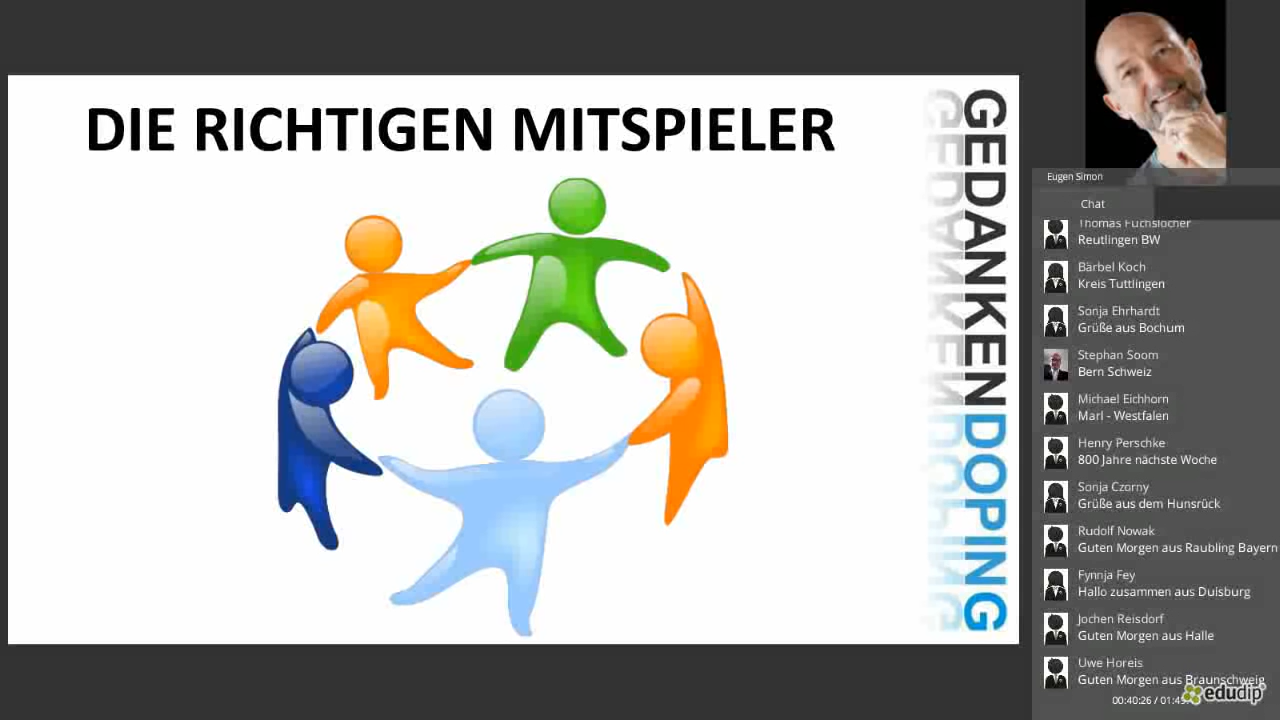 DIE RICHTIGEN MITSPIELER
GEDANKENDOPING
Eugen Simon
Chat
Thomas Fuchslocher
Reutlingen BW
Bärbel Koch
Kreis Tuttlingen
Sonja Ehrhardt
Grüße aus Bochum
Stephan Soom
Bern Schweiz
Michael Eichhorn
Marl - Westfalen
Henry Perschke
800 Jahre nächste Woche
Sonja Czorny
Grüße aus dem Hunsrück
Rudolf Nowak
Guten Morgen aus Raubling Bayern
Fynnja Fey
Hallo zusammen aus Duisburg
Jochen Reisdorf
Guten Morgen aus Halle
Uwe Horeis
Guten Morgen aus Braunschweig
00:40:26 /
edudip